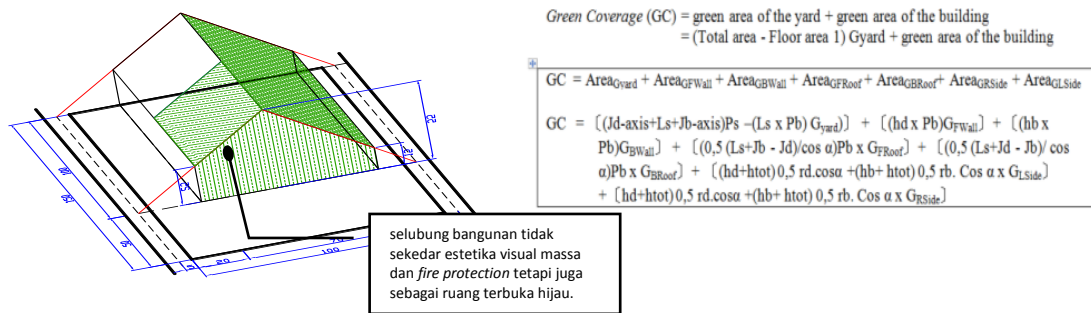 Green Coverage (GC) = green area of the yard + green area of the building
= (Total area - Floor area 1) Gyard + green area of the building
GC = AreaGyard + AreaGFWall + AreaGBWall + AreaGFRoof + AreaGBRoof + AreaGRSide + AreaGLSide
GC = [(Jd-axis+Ls+Jb-axis)Ps –(Ls x Pb) Gyard)] + [(hd x Pb)GFWall] + [(hb x
Pb)GBWall] + [(0,5 (Ls+Jb - Jd)/cos α)Pb x GFRoof] + [(0,5 (Ls+Jd - Jb)/ cos
α)Pb x GBRoof] + [(hd+htot) 0,5 rd.cosα +(hb+ htot) 0,5 rb. Cos α x GLSide]
+ [hd+htot) 0,5 rd.cosα +(hb+ htot) 0,5 rb. Cos α x GRSide]
selubung bangunan tidak
sekedar estetika visual massa
dan fire protection tetapi juga
sebagai ruang terbuka hijau.